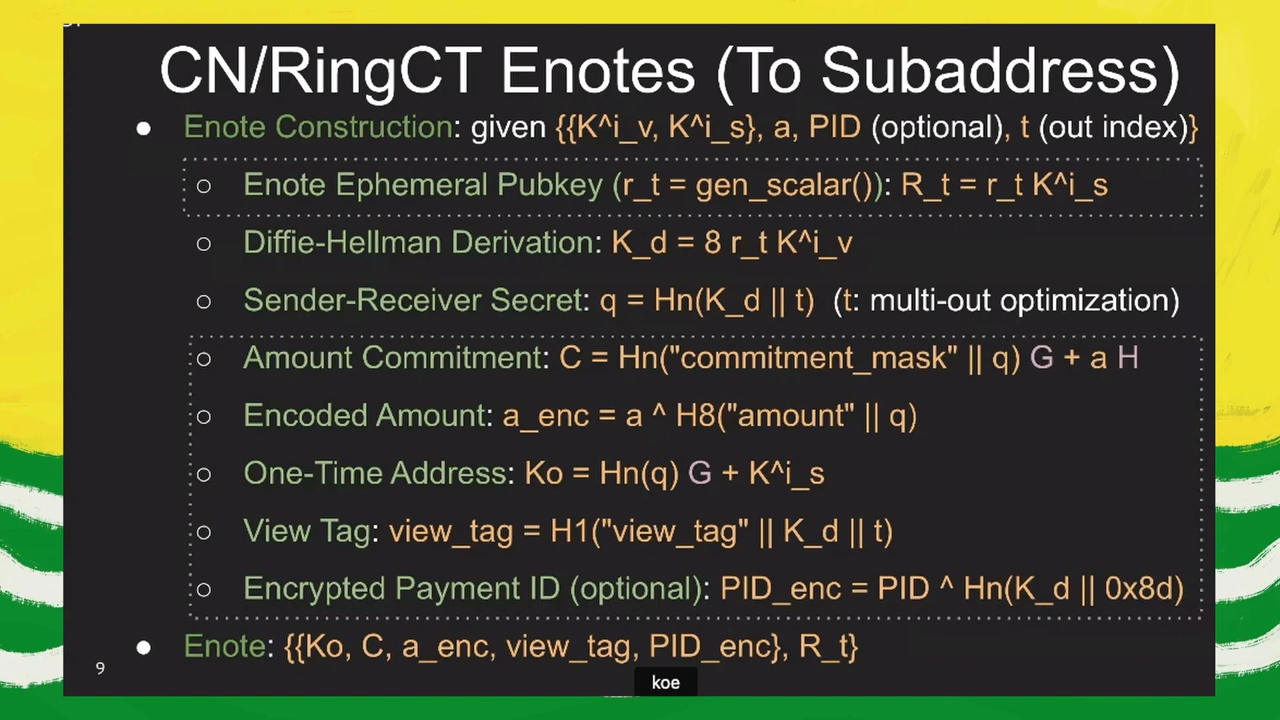 CN/RingCT Enotes (To Subaddress)
● Enote Construction: given {{K^i_v, K^i_s}, a, PID (optional), t (out index)}
○ Enote Ephemeral Pubkey (r_t = gen_scalar()): R_t = r_t K^i_s
○ Diffie-Hellman Derivation: K_d = 8 r_t K^i_v
○ Sender-Receiver Secret: q = Hn(K_d || t) (t: multi-out optimization)
○ Amount Commitment: C = Hn("commitment_mask" || q) G + a H
○ Encoded Amount: a_enc = a ^ H8("amount" || q)
○ One-Time Address: Ko = Hn(q) G + K^i_s
○ View Tag: view_tag = H1("view_tag" || K_d || t)
○ Encrypted Payment ID (optional): PID_enc = PID ^ Hn(K_d || 0x8d)
● Enote: {{Ko, C, a_enc, view_tag, PID_enc}, R_t}
9
koe